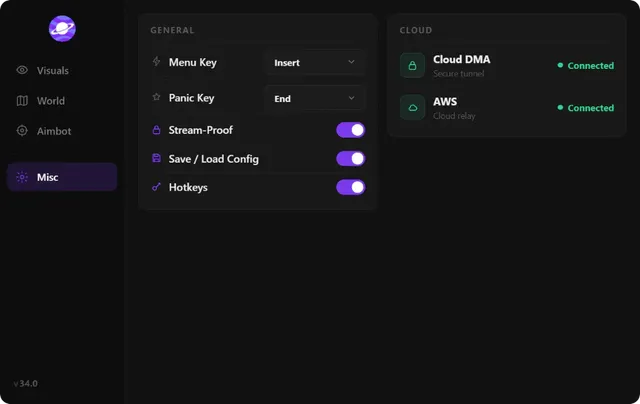 Visuals
World
Aimbot
Misc
v34.0
GENERAL
Menu Key Insert
Panic Key End
Stream-Proof
Save / Load Config
Hotkeys
CLOUD
Cloud DMA Connected
Secure tunnel
AWS Connected
Cloud relay